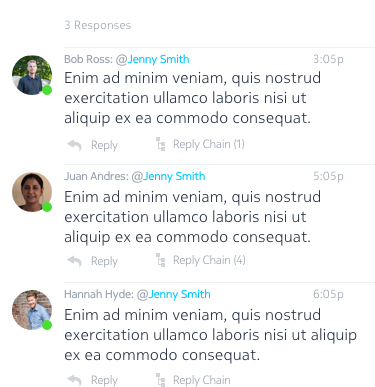 3 Responses
Bob Ross: @Jenny Smith 3:05p
Enim ad minim veniam, quis nostrud
exercitation ullamco laboris nisi ut
aliquip ex ea commodo consequat.
Reply Reply Chain (1)
Juan Andres: @Jenny Smith 5:05p
Enim ad minim veniam, quis nostrud
exercitation ullamco laboris nisi ut
aliquip ex ea commodo consequat.
Reply Reply Chain (4)
Hannah Hyde: @Jenny Smith 6:05p
Enim ad minim veniam, quis nostrud
exercitation ullamco laboris nisi ut aliquip
ex ea commodo consequat.
Reply Reply Chain